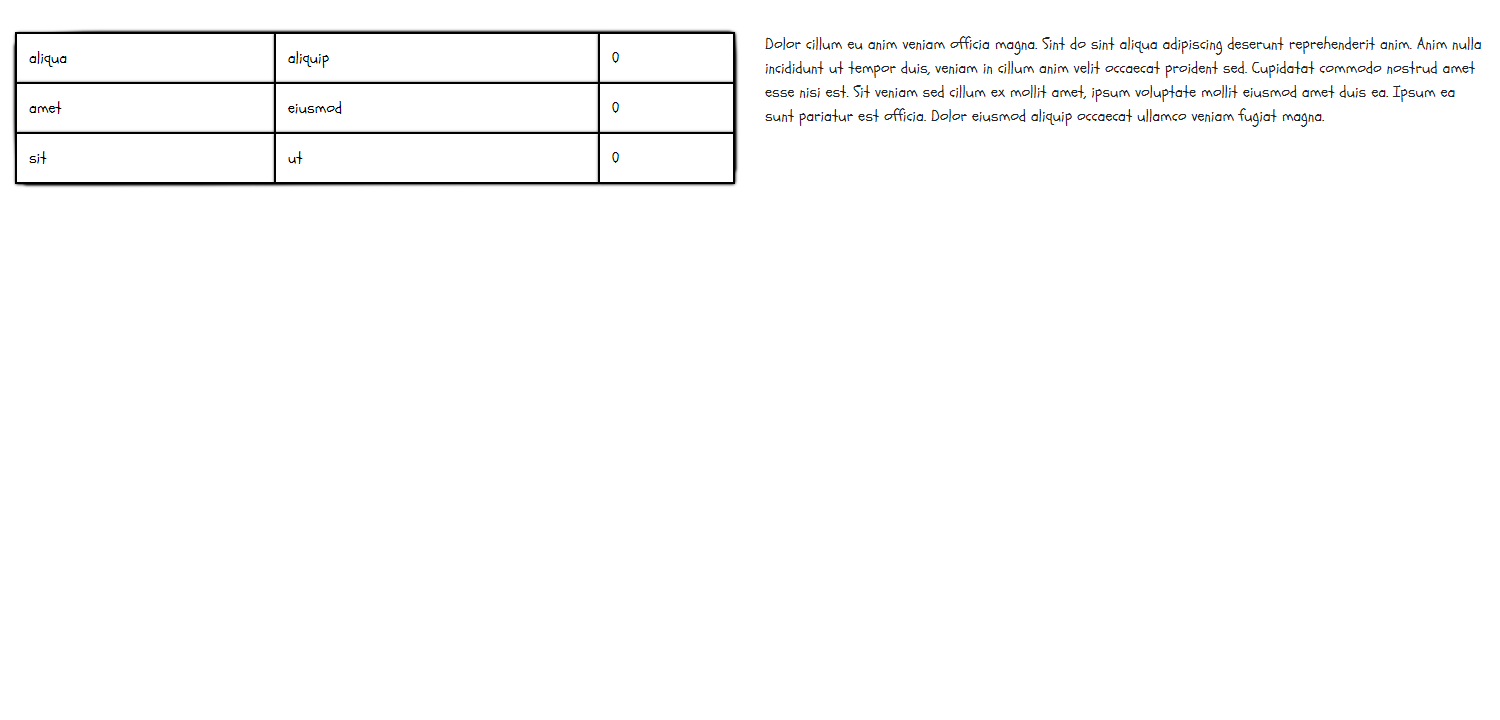 aliqua aliquip 0
amet eiusmod 0
sit ut 0
Dolor cillum eu anim veniam officia magna. Sint do sint aliqua adipiscing deserunt reprehenderit anim. Anim nulla
incididunt ut tempor duis, veniam in cillum anim velit occaecat proident sed. Cupidatat commodo nostrud amet
esse nisi est. Sit veniam sed cillum ex mollit amet, ipsum voluptate mollit eiusmod amet duis ea. Ipsum ea
sunt pariatur est officia. Dolor eiusmod aliquip occaecat ullamco veniam fugiat magna.